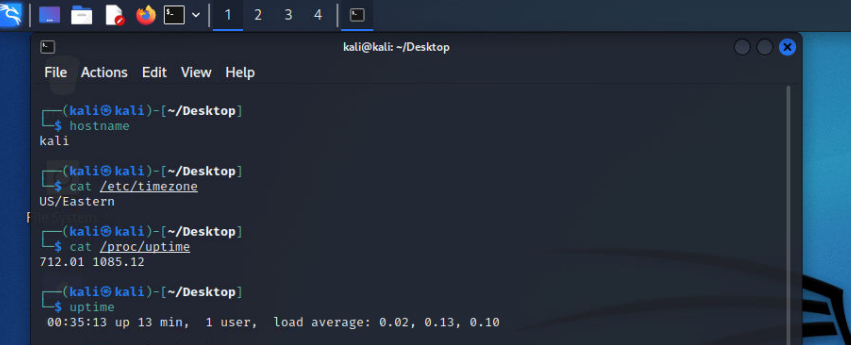 1 2 3 4
kali@kali: ~/Desktop
File Actions Edit View Help
┌──(kali㉿kali)-[~/Desktop]
└─$ hostname
kali
┌──(kali㉿kali)-[~/Desktop]
└─$ cat /etc/timezone
US/Eastern
File System
┌──(kali㉿kali)-[~/Desktop]
└─$ cat /proc/uptime
712.01 1085.12
┌──(kali㉿kali)-[~/Desktop]
└─$ uptime
00:35:13 up 13 min,  1 user,  load average: 0.02, 0.13, 0.10